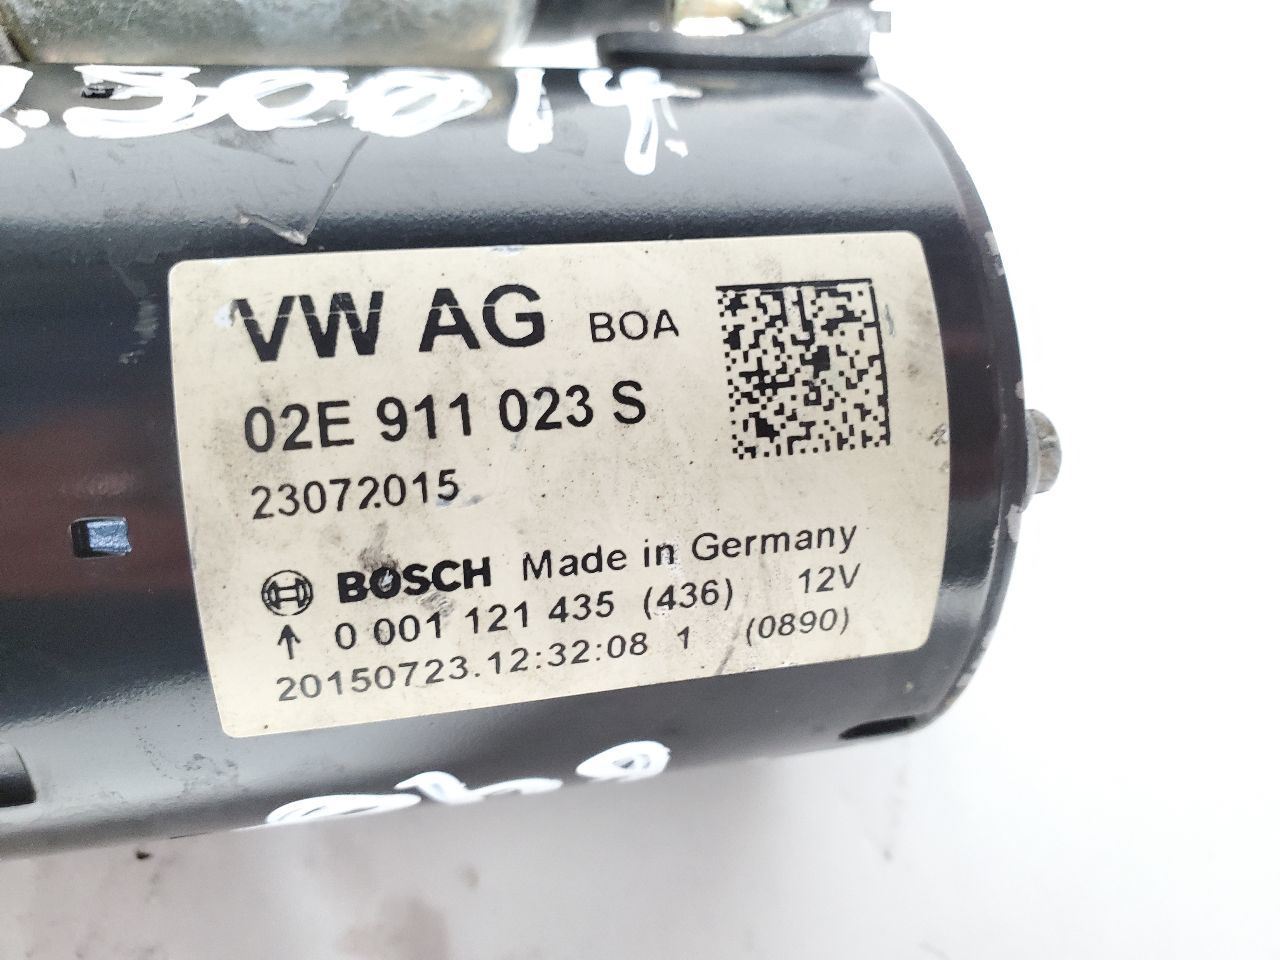 .50014.
VW AG BOA
02E 911 023 S
23072015
BOSCH Made in Germany
↑ 0 001 121 435 (436) 12V
20150723.12:32:08 1 (0890)